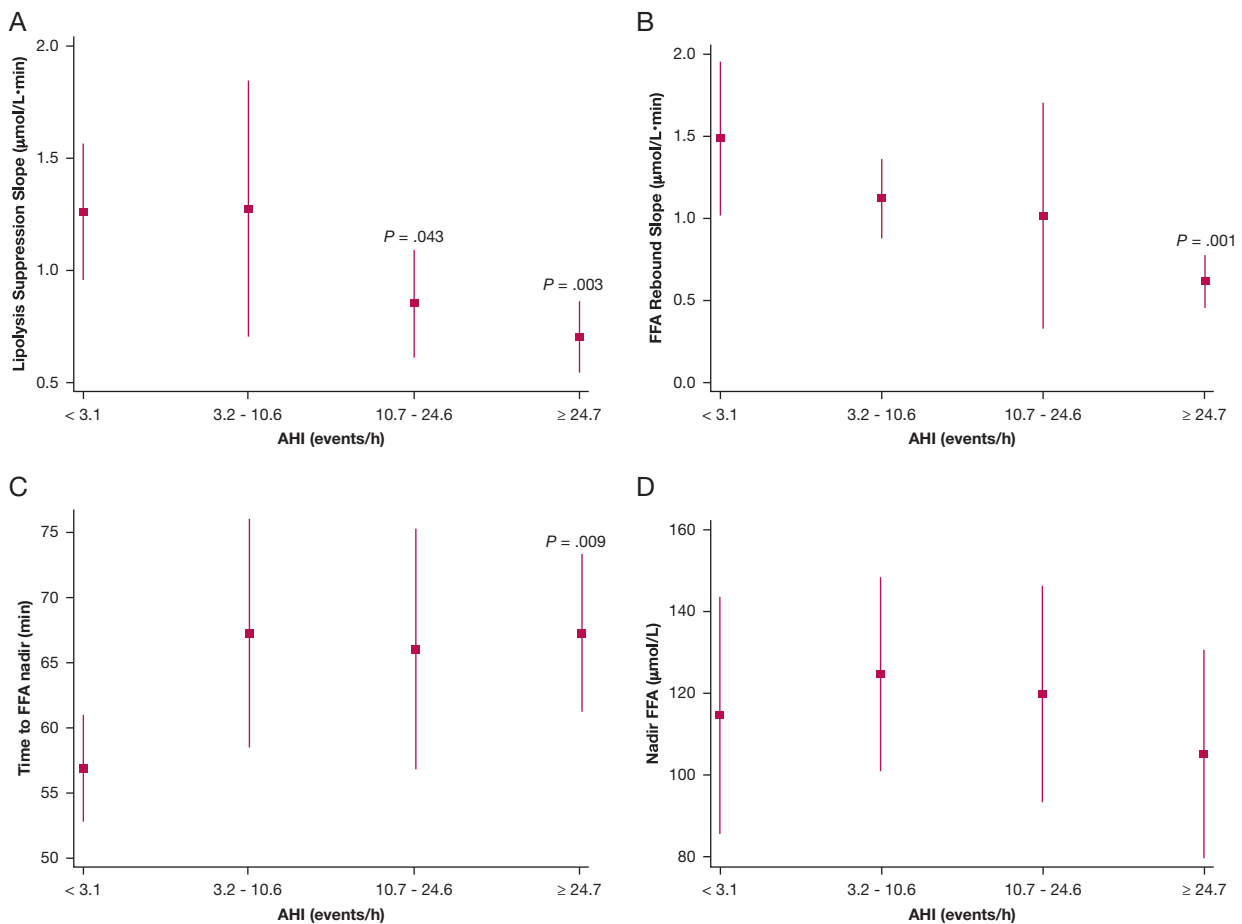 A
Lipolysis Suppression Slope (μmol/L•min)
2.0
1.5
1.0
0.5
P = .043
P = .003
< 3.1
3.2 - 10.6
10.7 - 24.6
≥ 24.7
AHI (events/h)
B
FFA Rebound Slope (μmol/L•min)
2.0
1.5
1.0
0.5
0.0
P = .001
< 3.1
3.2 - 10.6
10.7 - 24.6
≥ 24.7
AHI (events/h)
C
Time to FFA nadir (min)
75
70
65
60
55
50
P = .009
< 3.1
3.2 - 10.6
10.7 - 24.6
≥ 24.7
AHI (events/h)
D
Nadir FFA (μmol/L)
160
140
120
100
80
< 3.1
3.2 - 10.6
10.7 - 24.6
≥ 24.7
AHI (events/h)